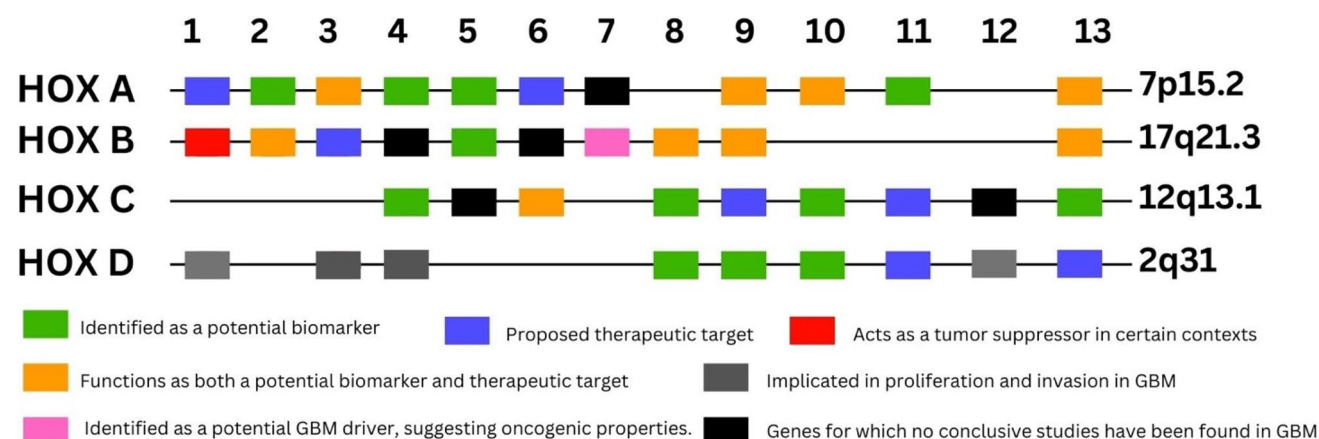 1 2 3 4 5 6 7 8 9 10 11 12 13
HOX A 7p15.2
HOX B 17q21.3
HOX C 12q13.1
HOX D 2q31
Identified as a potential biomarker Proposed therapeutic target Acts as a tumor suppressor in certain contexts
Functions as both a potential biomarker and therapeutic target Implicated in proliferation and invasion in GBM
Identified as a potential GBM driver, suggesting oncogenic properties. Genes for which no conclusive studies have been found in GBM